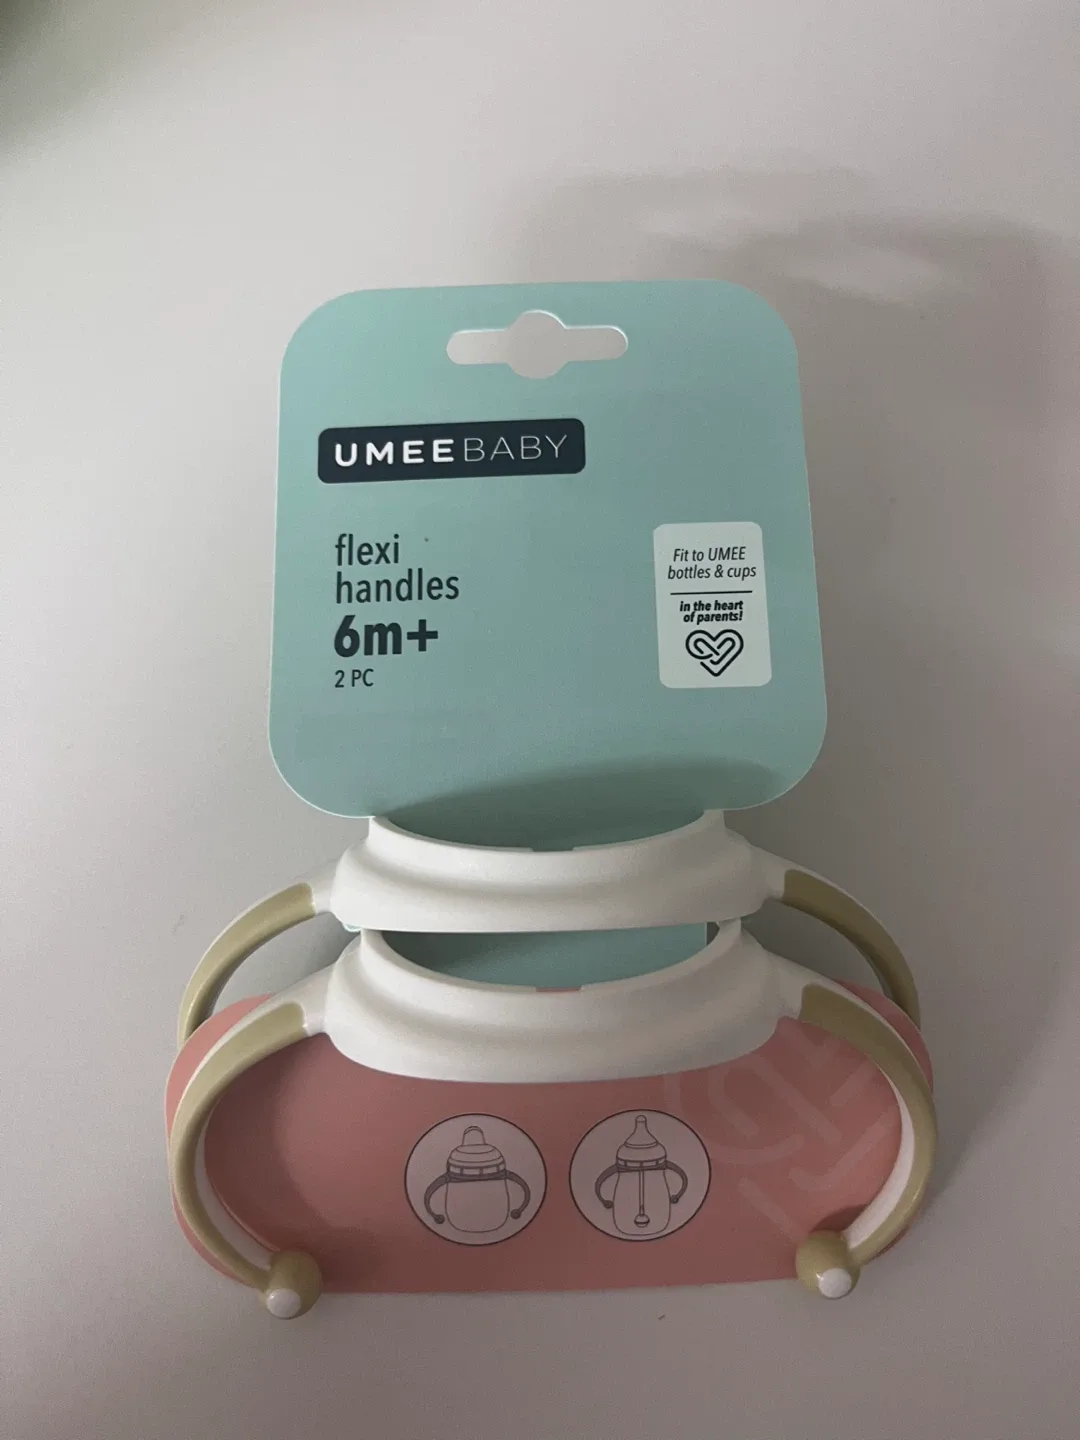 UMEEBABY
flexi
handles
6m+
2 PC
Fit to UMEE
bottles & cups
in the heart
of parents!